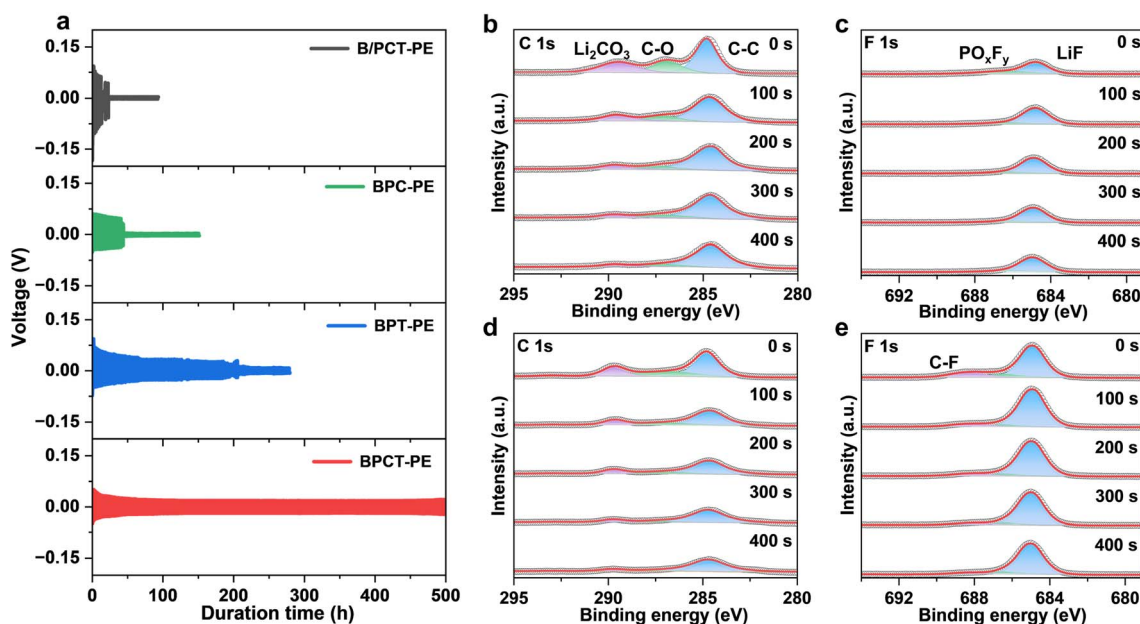 a
Voltage (V)
0.15
0.00
−0.15
B/PCT-PE
0.15
0.00
−0.15
BPC-PE
0.15
0.00
−0.15
BPT-PE
0.15
0.00
−0.15
BPCT-PE
0 100 200 300 400 500
Duration time (h)
b
C 1s
Li₂CO₃ C-O C-C
0 s
100 s
200 s
300 s
400 s
Intensity (a.u.)
295 290 285 280
Binding energy (eV)
c
F 1s
POₓFᵧ LiF
0 s
100 s
200 s
300 s
400 s
Intensity (a.u.)
692 688 684 680
Binding energy (eV)
d
C 1s
0 s
100 s
200 s
300 s
400 s
Intensity (a.u.)
295 290 285 280
Binding energy (eV)
e
F 1s
C-F
0 s
100 s
200 s
300 s
400 s
Intensity (a.u.)
692 688 684 680
Binding energy (eV)